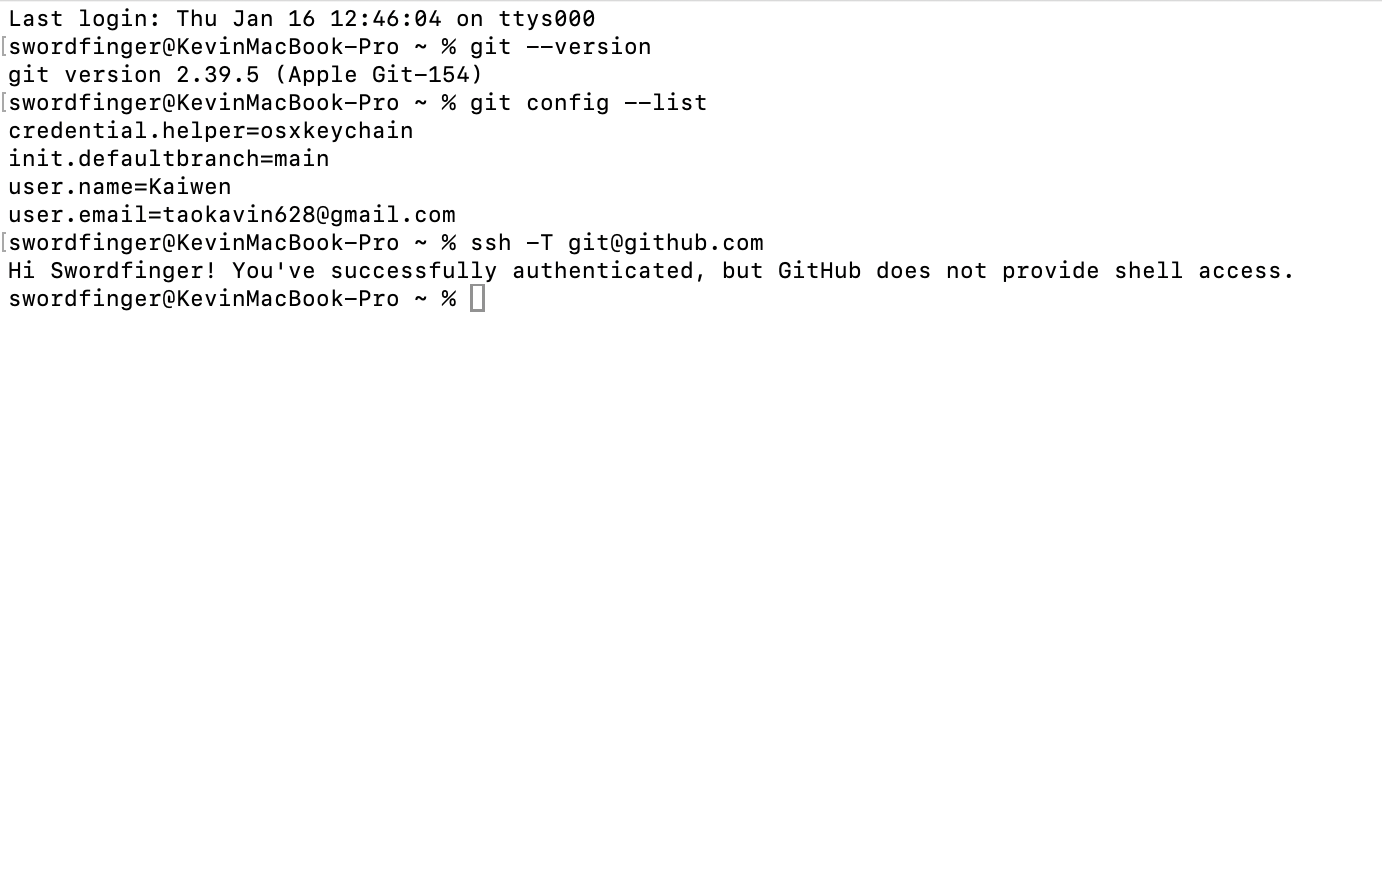 Last login: Thu Jan 16 12:46:04 on ttys000
[swordfinger@KevinMacBook-Pro ~ % git --version
git version 2.39.5 (Apple Git-154)
[swordfinger@KevinMacBook-Pro ~ % git config --list
credential.helper=osxkeychain
init.defaultbranch=main
user.name=Kaiwen
user.email=taokavin628@gmail.com
[swordfinger@KevinMacBook-Pro ~ % ssh -T git@github.com
Hi Swordfinger! You've successfully authenticated, but GitHub does not provide shell access.
swordfinger@KevinMacBook-Pro ~ %